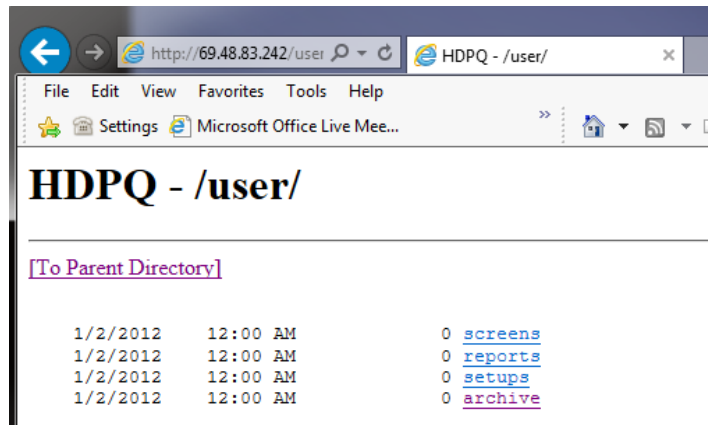 http://69.48.83.242/user
HDPQ - /user/
File Edit View Favorites Tools Help
Settings Microsoft Office Live Mee...
HDPQ - /user/
[To Parent Directory]
1/2/2012 12:00 AM 0 screens
1/2/2012 12:00 AM 0 reports
1/2/2012 12:00 AM 0 setups
1/2/2012 12:00 AM 0 archive